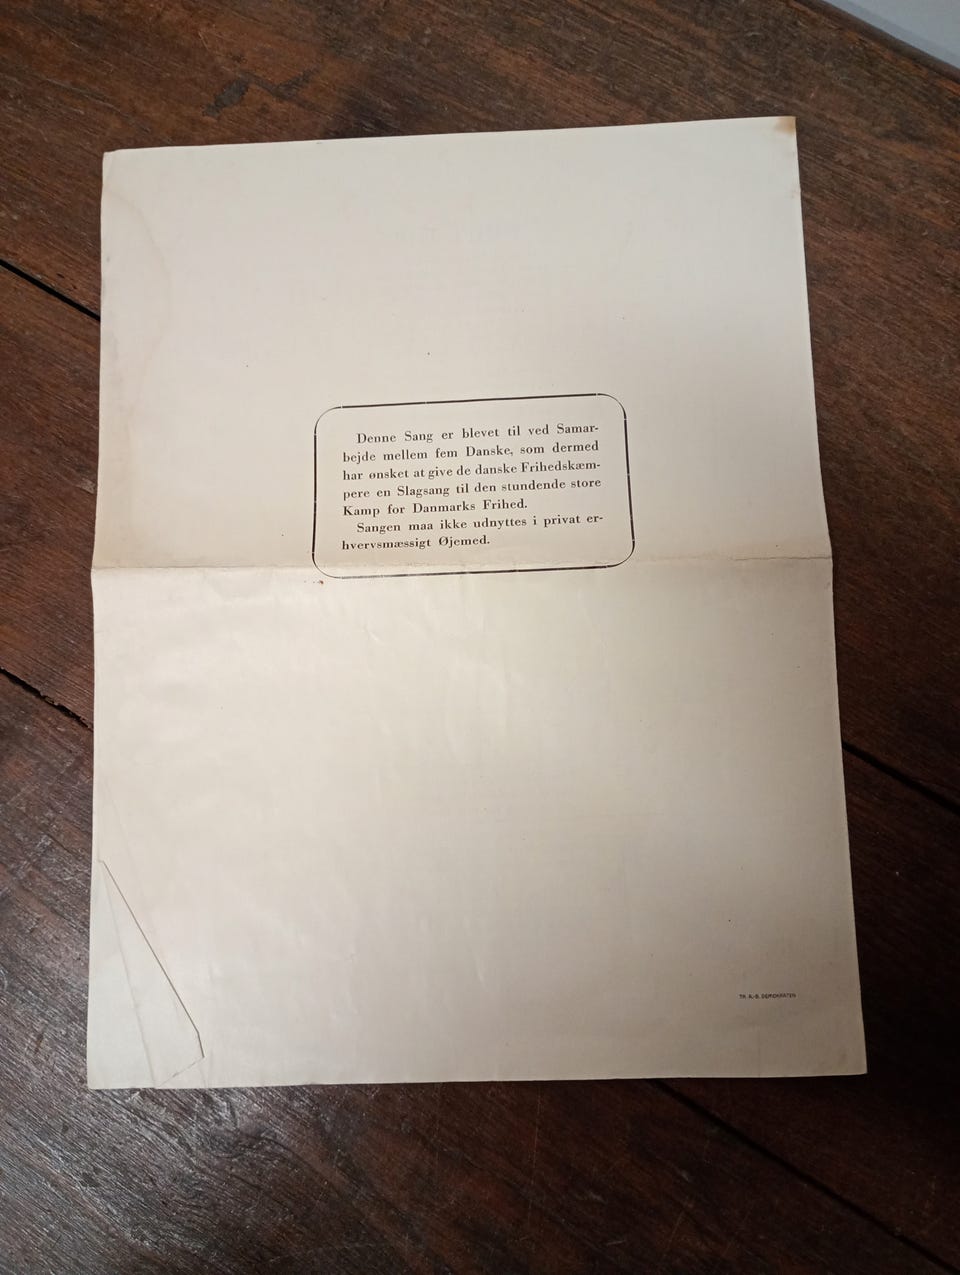 Denne Sang er blevet til ved Samar-
bejde mellem fem Danske, som dermed
har ønsket at give de danske Frihedskæm-
pere en Slagsang til den stundende store
Kamp for Danmarks Frihed.
Sangen maa ikke udnyttes i privat er-
hvervsmæssigt Øjemed.
TR. A.-B. DEMOKRATEN